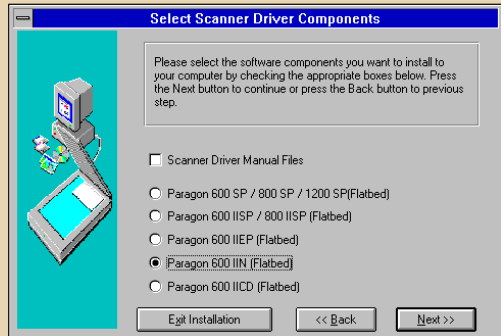 Select Scanner Driver Components
Please select the software components you want to install to
your computer by checking the appropriate boxes below. Press
the Next button to continue or press the Back button to previous
step.
Scanner Driver Manual Files
Paragon 600 SP / 800 SP / 1200 SP(Flatbed)
Paragon 600 IISP / 800 IISP (Flatbed)
Paragon 600 IIEP (Flatbed)
Paragon 600 IIN (Flatbed)
Paragon 600 IICD (Flatbed)
Exit Installation
<< Back
Next >>